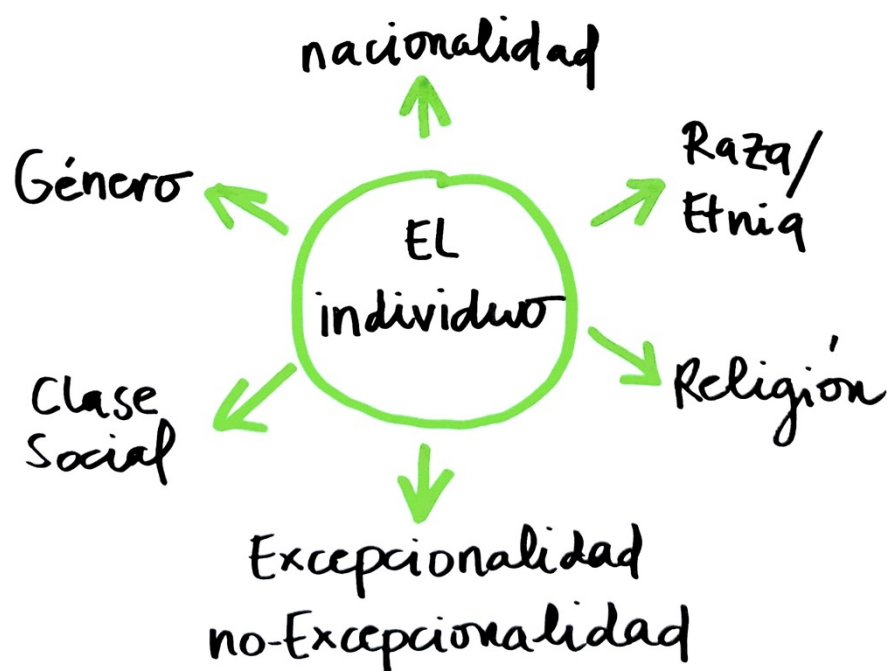 nacionalidad
Género
Raza/
Etnia
EL
individuo
Clase
Social
Religión
Excepcionalidad
no-Excepcionalidad